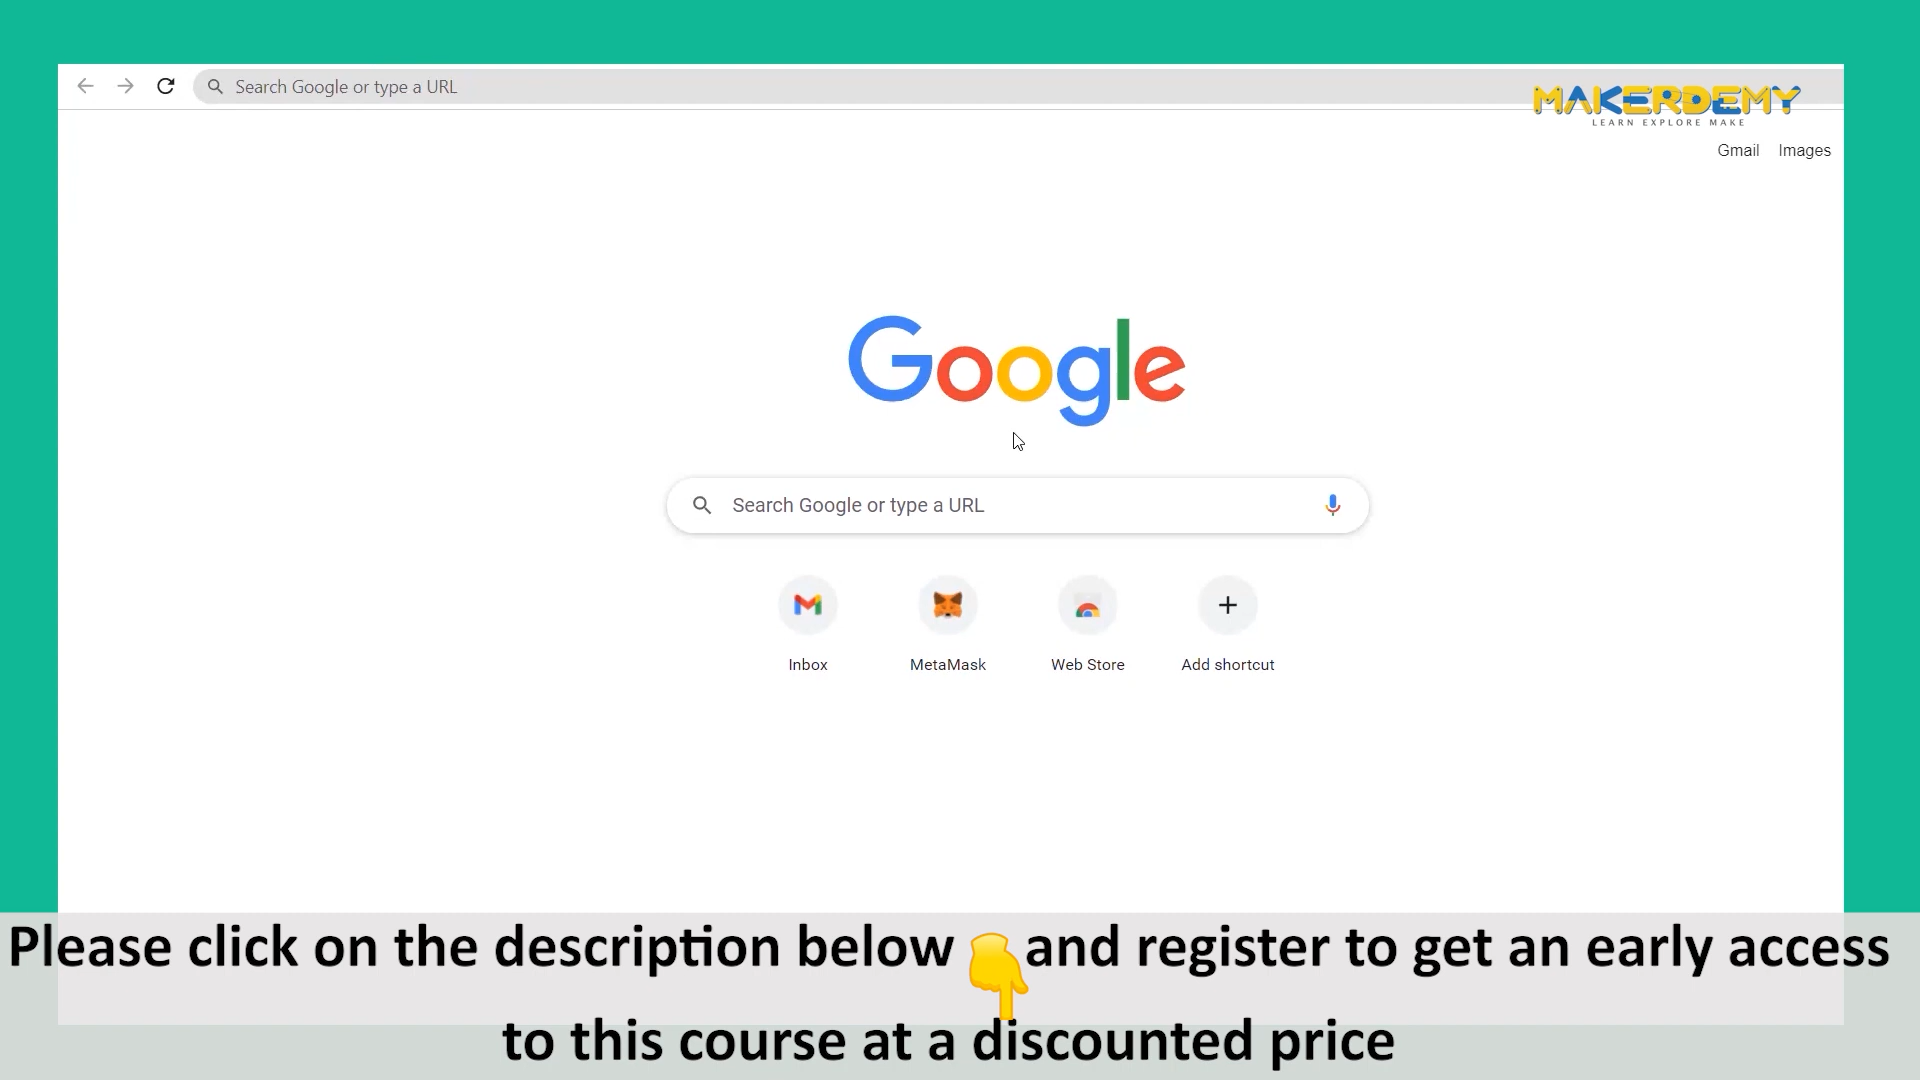 Search Google or type a URL
MAKERDEMY
LEARN EXPLORE MAKE
Gmail Images
Google
Search Google or type a URL
Inbox MetaMask Web Store Add shortcut
Please click on the description below 👇 and register to get an early access
to this course at a discounted price